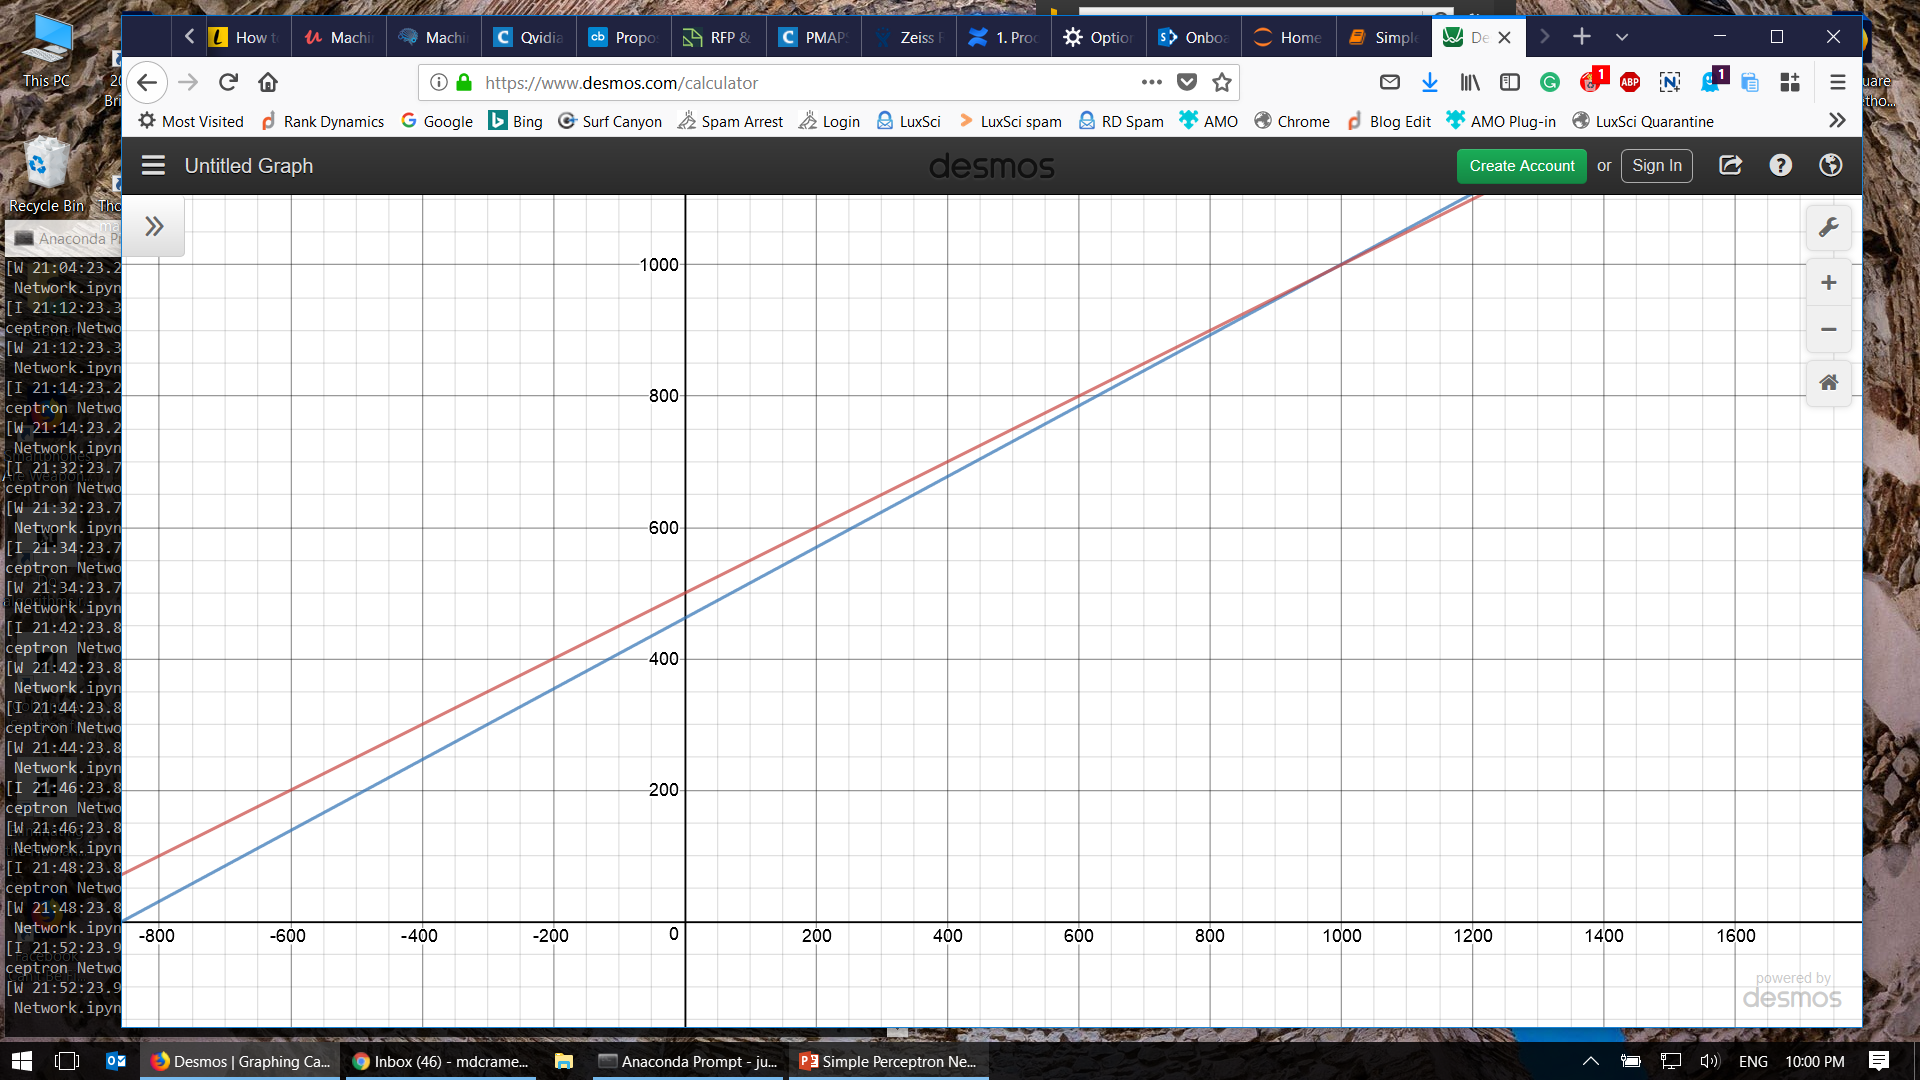 This PC
Recycle Bin
How t
Machi
Machi
Qvidia
Propo
RFP &
PMAP
Zeiss F
1. Pro
Optio
Onboa
Home
Simpl
De
https://www.desmos.com/calculator
1
ABP
1
Most Visited
Rank Dynamics
Google
Bing
Surf Canyon
Spam Arrest
Login
LuxSci
LuxSci spam
RD Spam
AMO
Chrome
Blog Edit
AMO Plug-in
LuxSci Quarantine
Untitled Graph
desmos
Create Account
or
Sign In
Anaconda Pr
[W 21:04:23.2
Network.ipyn
[I 21:12:23.3
ceptron Netwo
[W 21:12:23.3
Network.ipyn
[I 21:14:23.2
ceptron Netwo
[W 21:14:23.2
Network.ipyn
[I 21:32:23.7
ceptron Netwo
[W 21:32:23.7
Network.ipyn
[I 21:34:23.7
ceptron Netwo
[W 21:34:23.7
Network.ipyn
[I 21:42:23.8
ceptron Netwo
[W 21:42:23.8
Network.ipyn
[I 21:44:23.8
ceptron Netwo
[W 21:44:23.8
Network.ipyn
[I 21:46:23.8
ceptron Netwo
[W 21:46:23.8
Network.ipyn
[I 21:48:23.8
ceptron Netwo
[W 21:48:23.8
Network.ipyn
[I 21:52:23.9
ceptron Netwo
[W 21:52:23.9
Network.ipyn
1000
800
600
400
200
-800
-600
-400
-200
0
200
400
600
800
1000
1200
1400
1600
powered by
desmos
Desmos | Graphing Ca...
Inbox (46) - mdcrame...
Anaconda Prompt - ju...
Simple Perceptron Ne...
ENG
10:00 PM